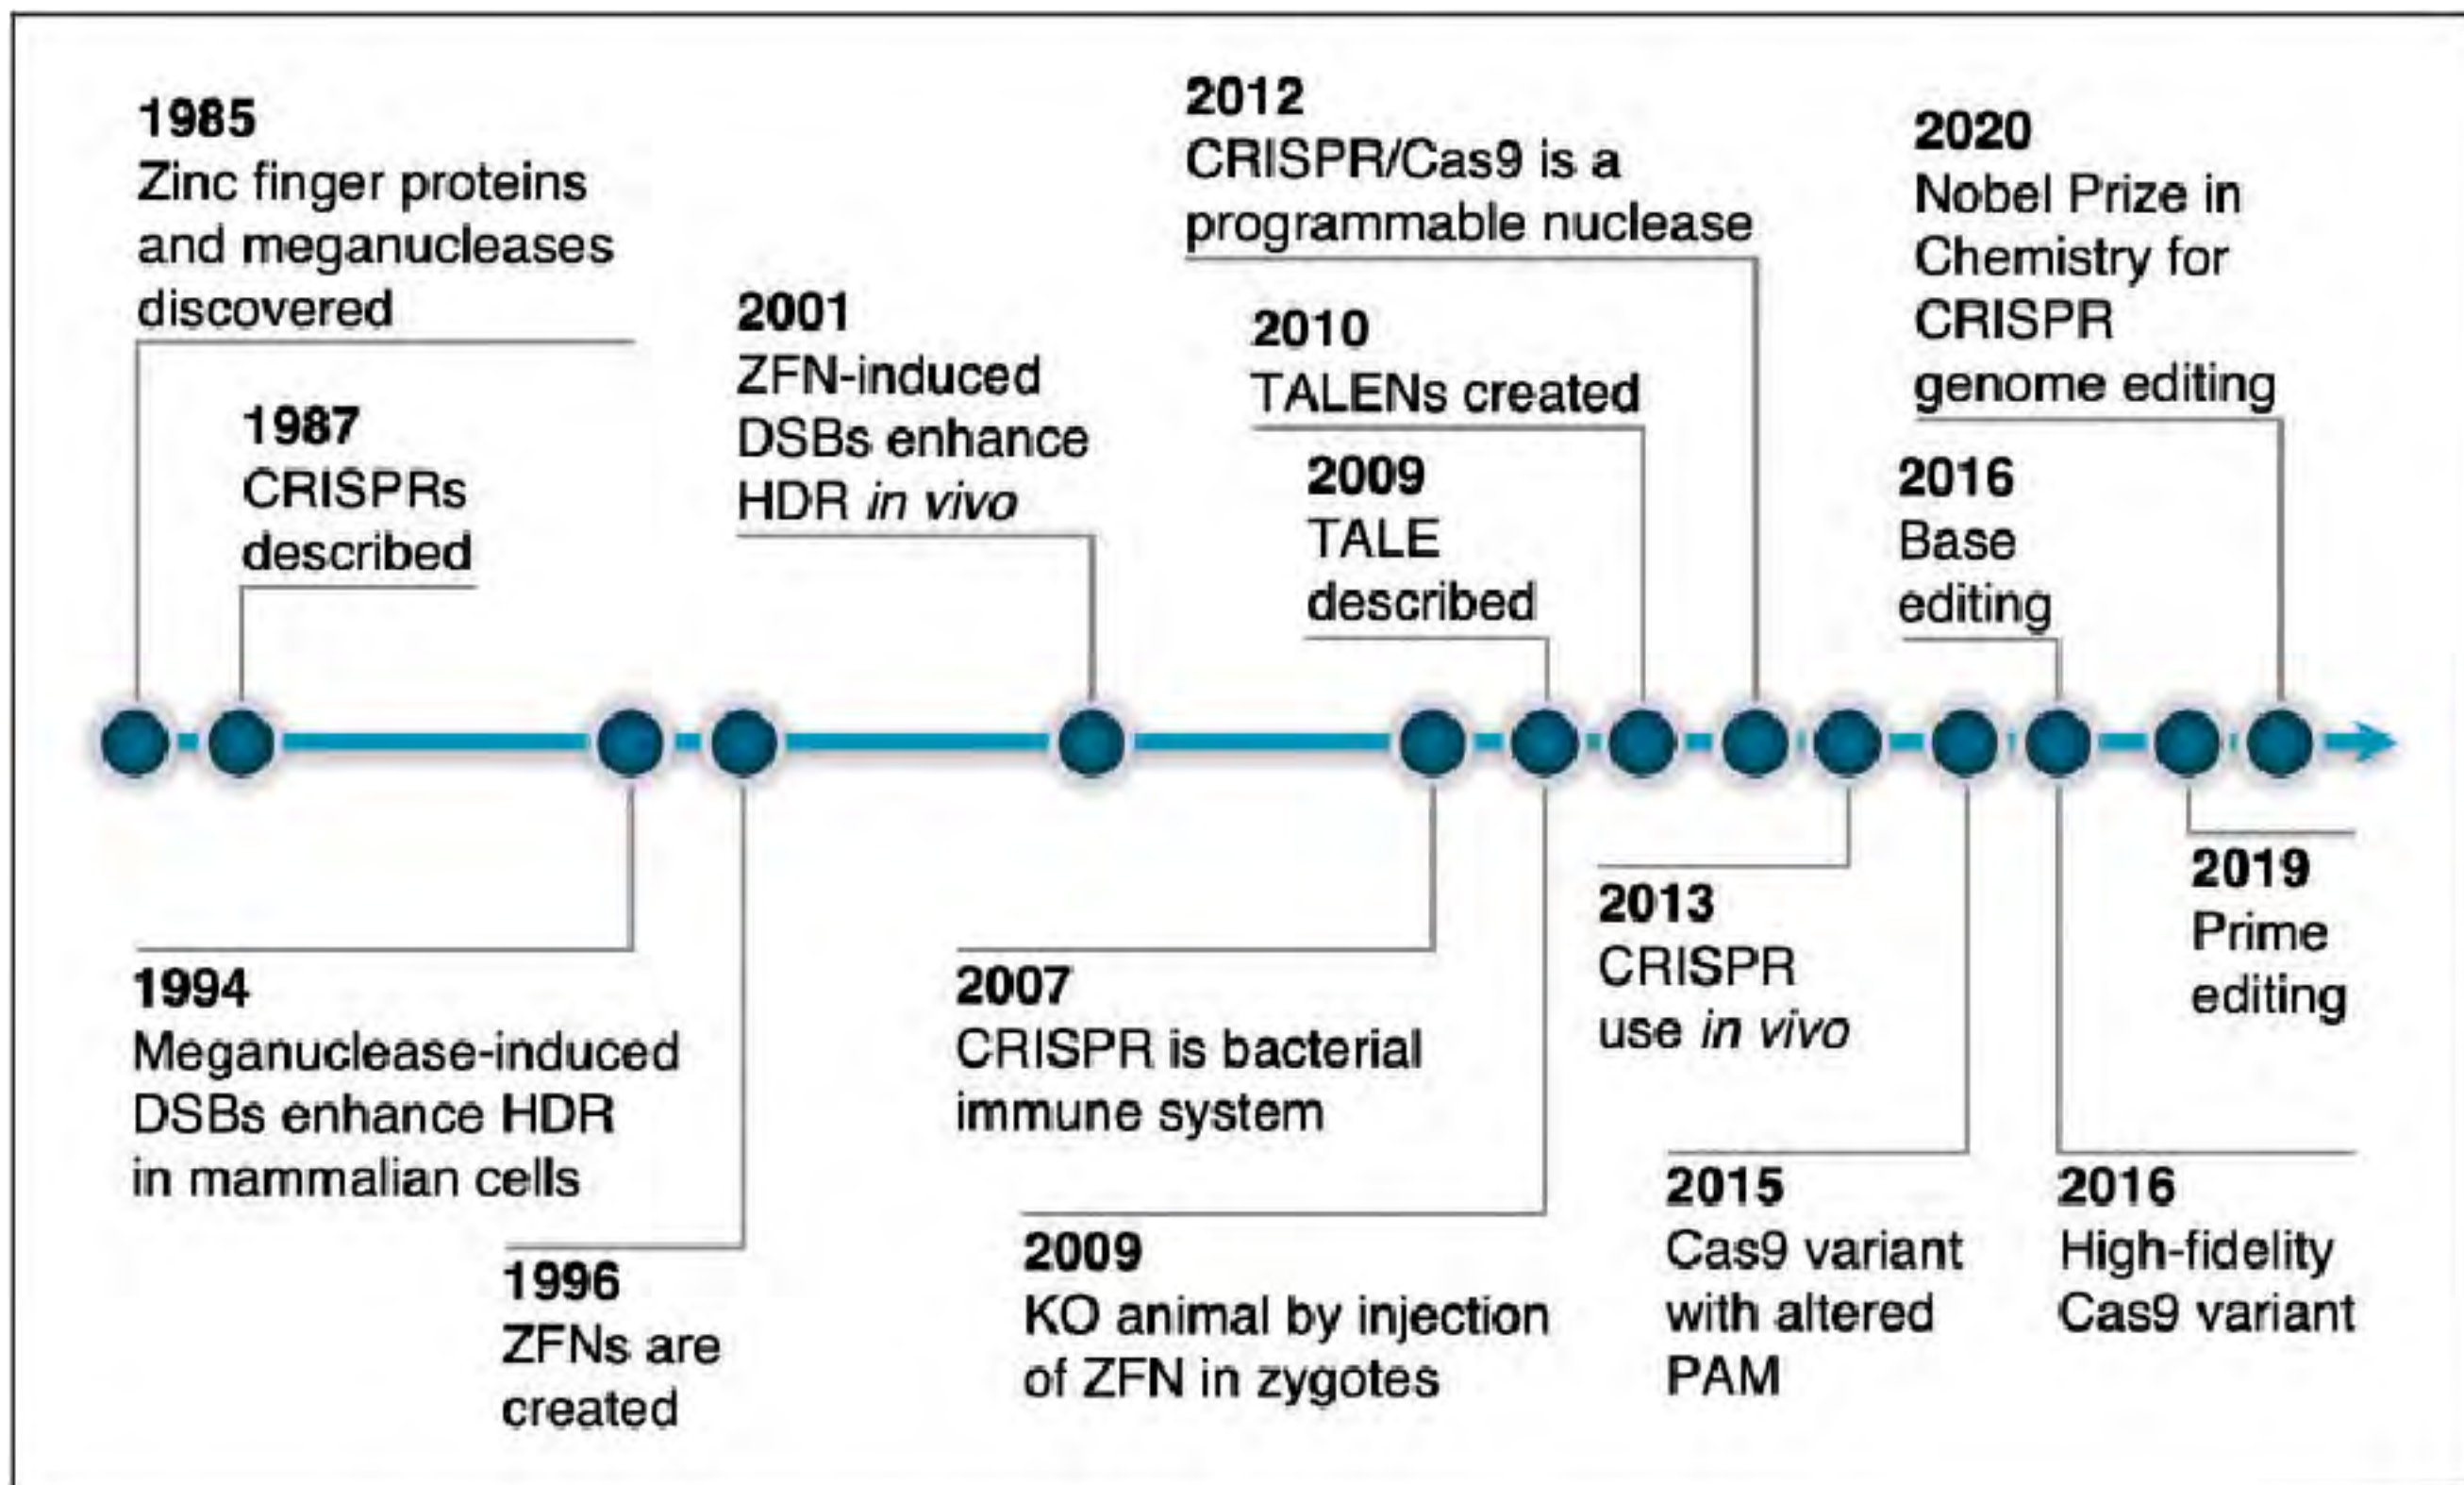 1985
Zinc finger proteins
and meganucleases
discovered
1987
CRISPRs
described
2001
ZFN-induced
DSBs enhance
HDR in vivo
2012
CRISPR/Cas9 is a
programmable nuclease
2010
TALENs created
2009
TALE
described
2020
Nobel Prize in
Chemistry for
CRISPR
genome editing
2016
Base
editing
1994
Meganuclease-induced
DSBs enhance HDR
in mammalian cells
1996
ZFNs are
created
2007
CRISPR is bacterial
immune system
2009
KO animal by injection
of ZFN in zygotes
2013
CRISPR
use in vivo
2015
Cas9 variant
with altered
PAM
2016
High-fidelity
Cas9 variant
2019
Prime
editing